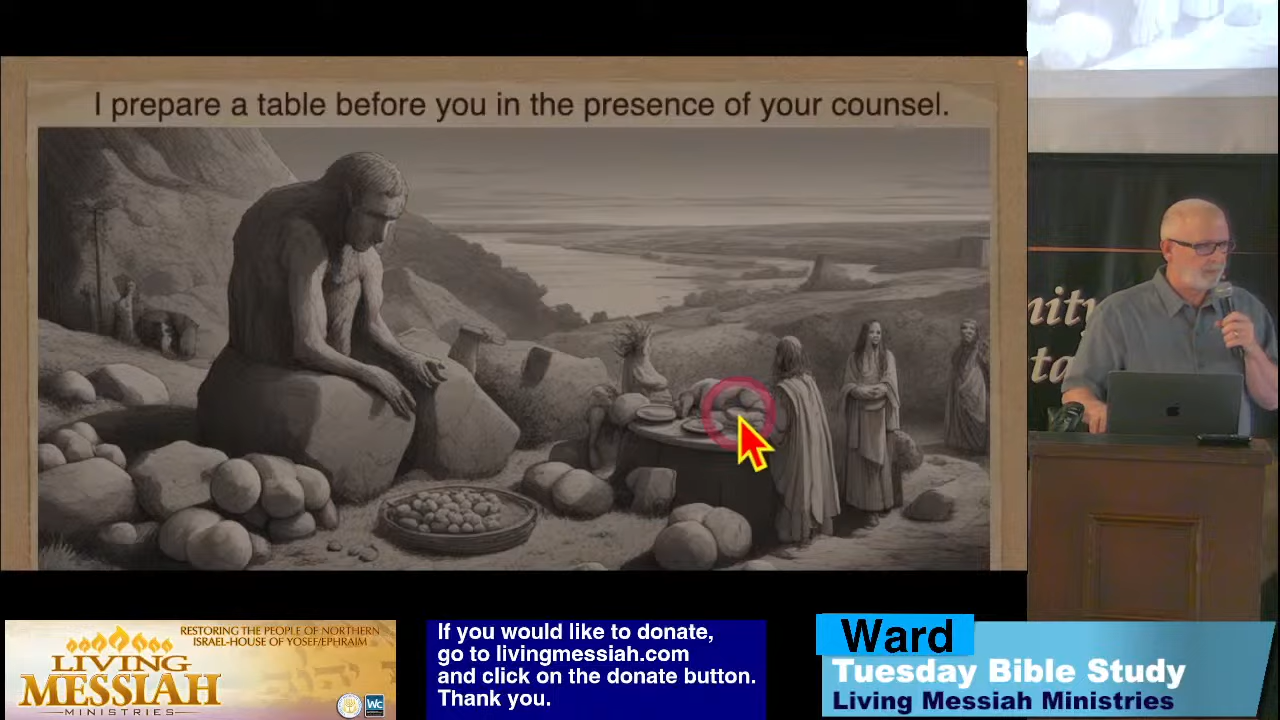 I prepare a table before you in the presence of your counsel.
RESTORING THE PEOPLE OF NORTHERN
ISRAEL-HOUSE OF YOSEF/EPHRAIM
LIVING
MESSIAH
MINISTRIES
Wc
If you would like to donate,
go to livingmessiah.com
and click on the donate button.
Thank you.
Ward
Tuesday Bible Study
Living Messiah Ministries